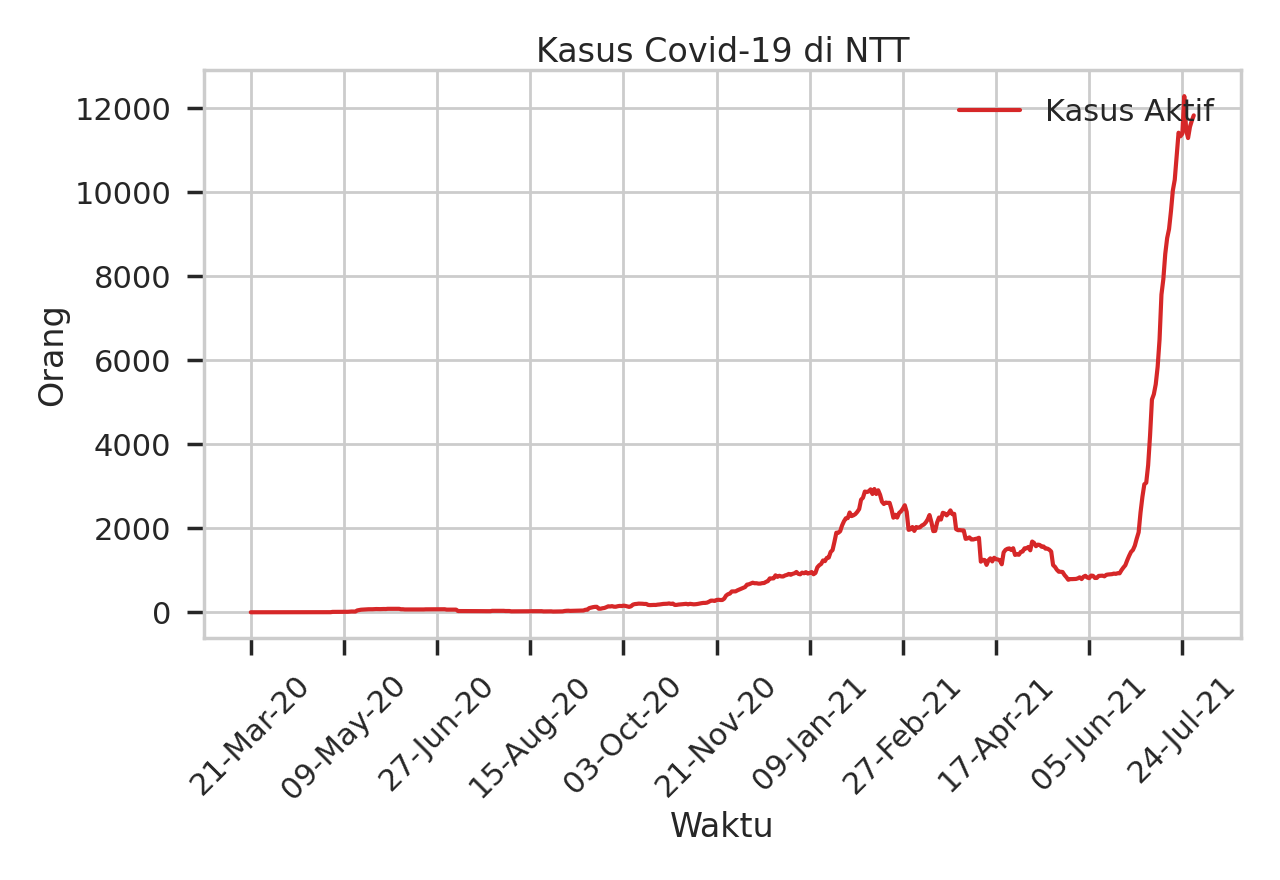 Kasus Covid-19 di NTT
Kasus Aktif
12000
10000
8000
6000
4000
2000
0
Orang
21-Mar-20
09-May-20
27-Jun-20
15-Aug-20
03-Oct-20
21-Nov-20
09-Jan-21
27-Feb-21
17-Apr-21
05-Jun-21
24-Jul-21
Waktu